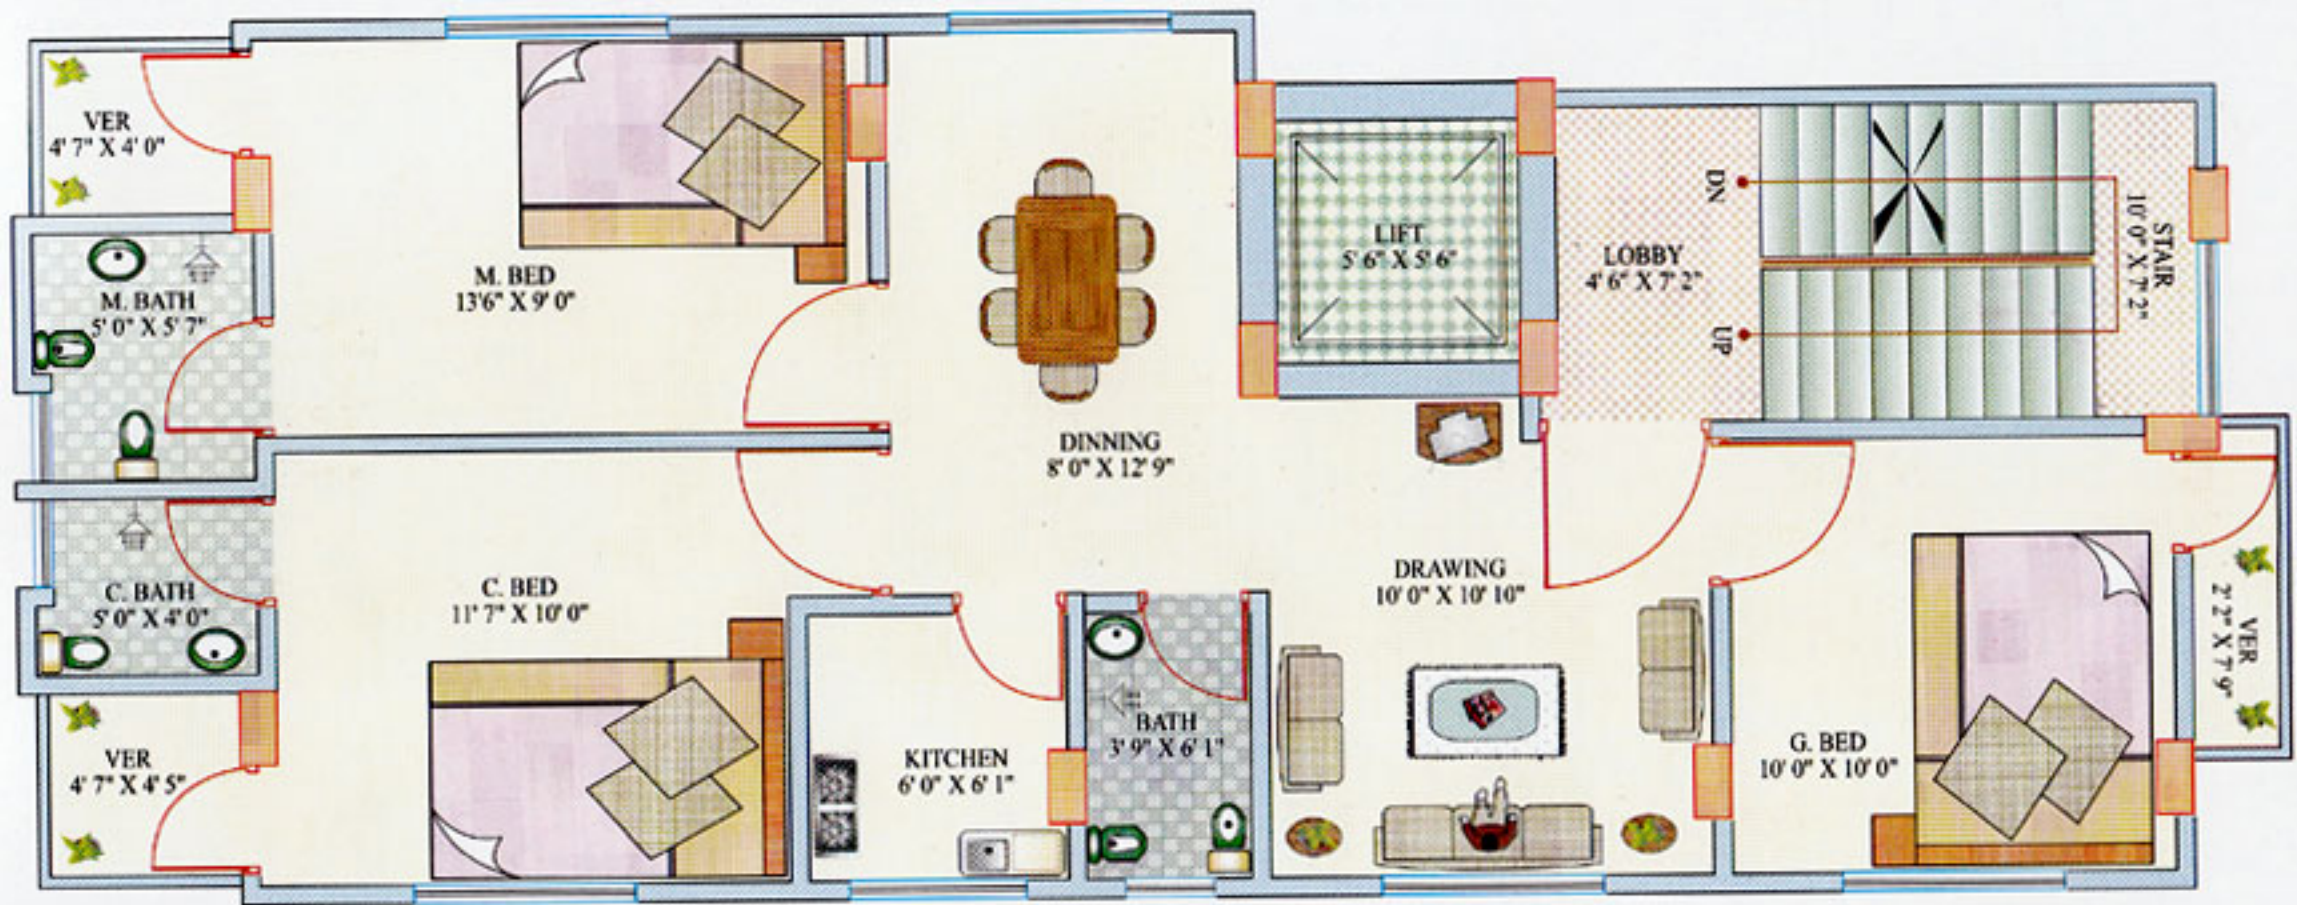 VER
4' 7" X 4' 0"
M. BATH
5' 0" X 5' 7"
M. BED
13'6" X 9' 0"
C. BATH
5' 0" X 4' 0"
C. BED
11' 7" X 10' 0"
VER
4' 7" X 4' 5"
DINNING
8' 0" X 12' 9"
KITCHEN
6' 0" X 6' 1"
BATH
3' 9" X 6' 1"
LIFT
5' 6" X 5' 6"
LOBBY
4' 6" X 7' 2"
DN
UP
STAIR
10' 0" X 7' 2"
DRAWING
10' 0" X 10' 10"
G. BED
10' 0" X 10' 0"
VER
2' 2" X 7' 9"